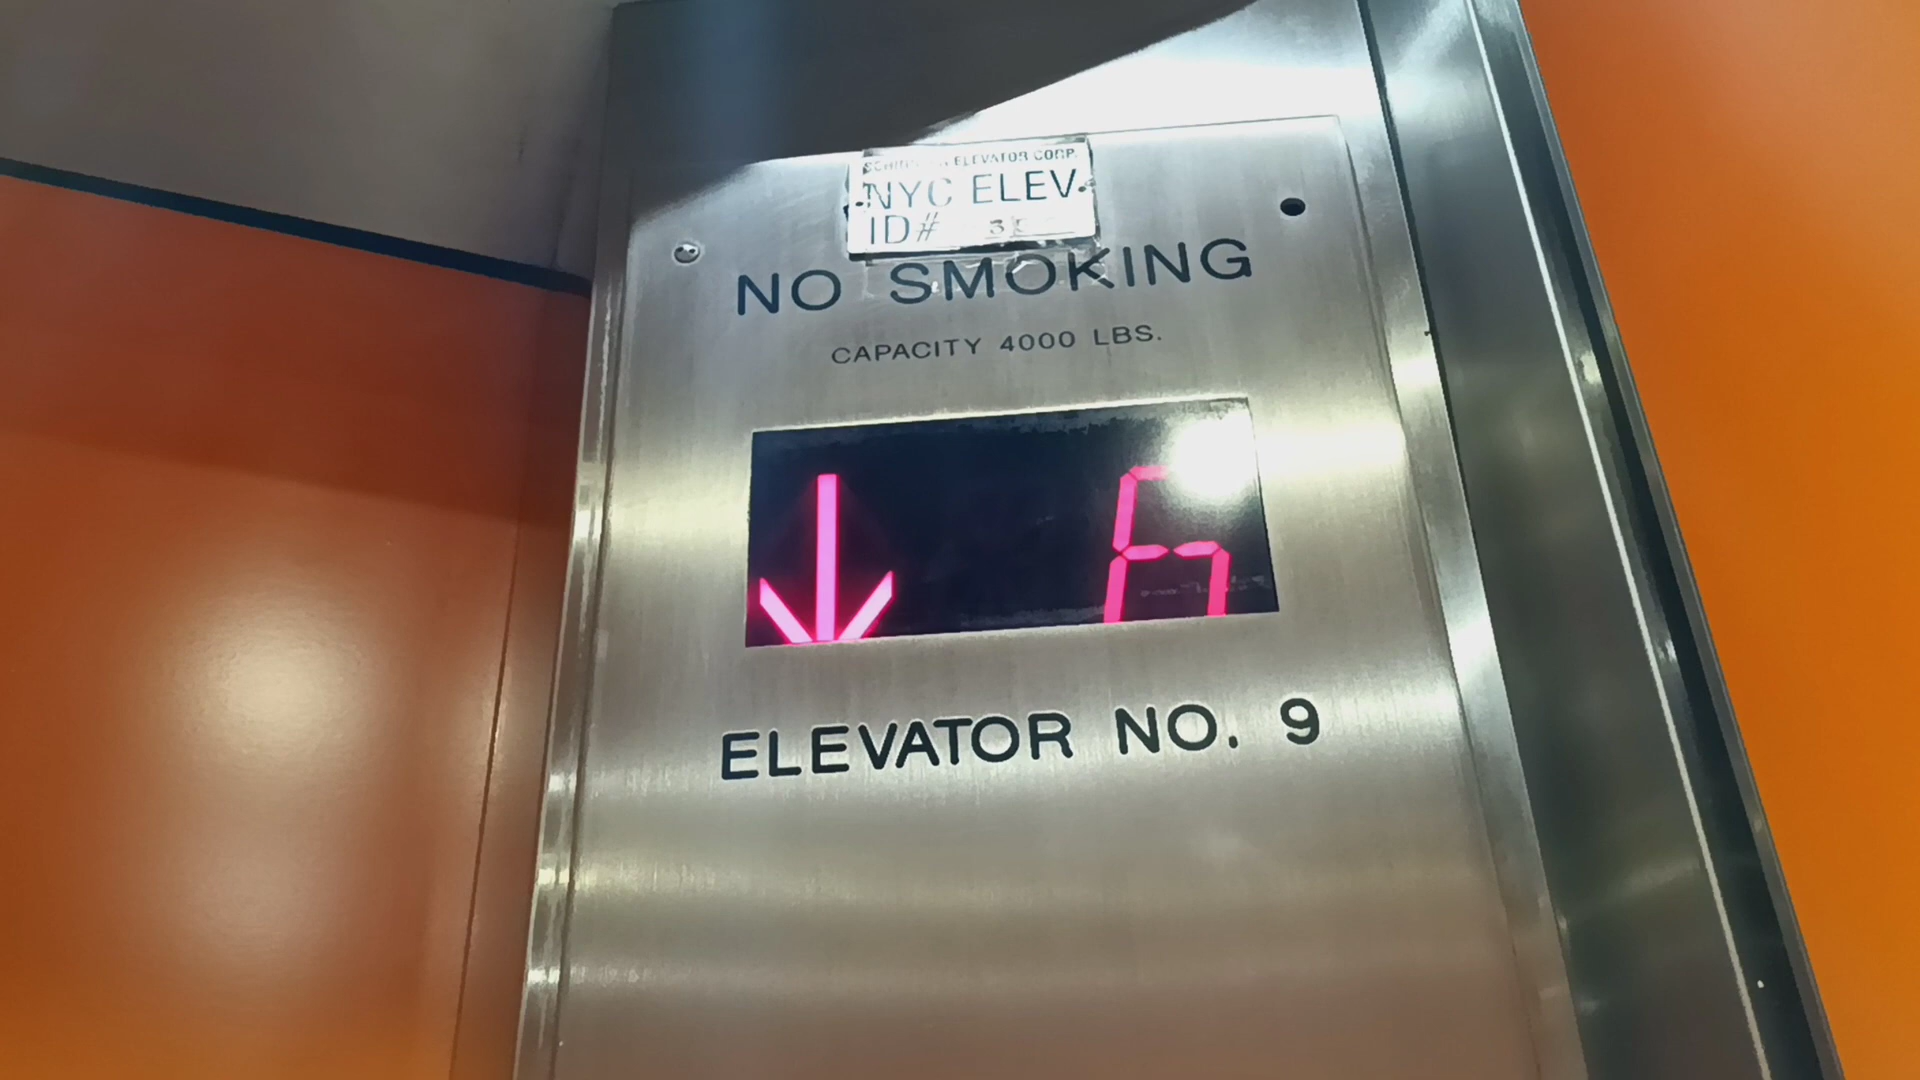 ELEVATOR CORP.
NYC ELEV
ID#
NO SMOKING
CAPACITY 4000 LBS.
6
ELEVATOR NO. 9